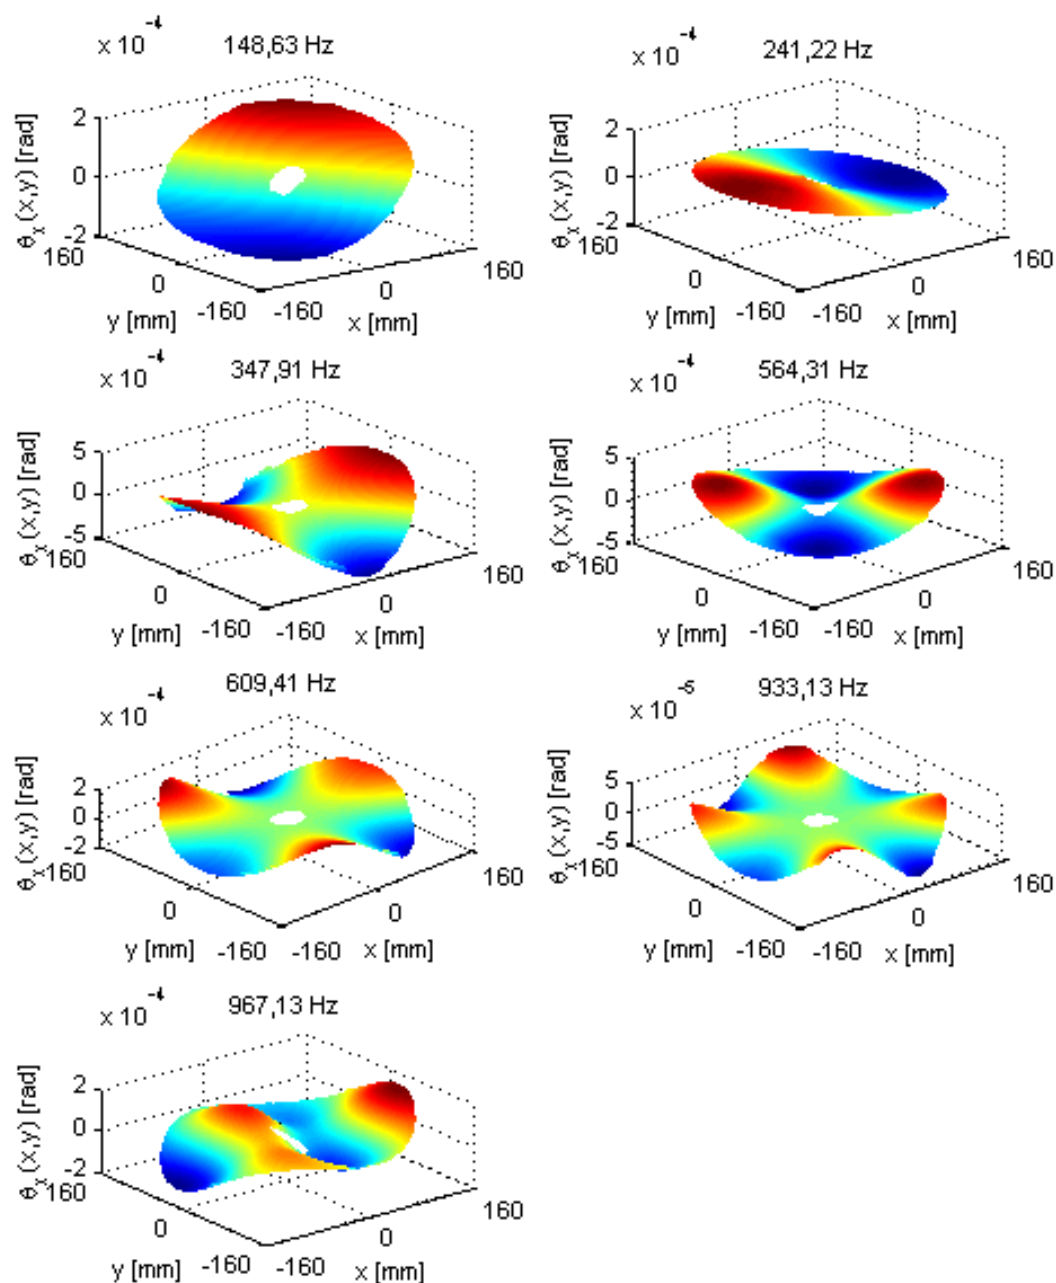 x 10⁻⁴
148,63 Hz
θₓ(x,y) [rad]
2
0
-2
160
0
-160
y [mm]
-160
0
160
x [mm]
x 10⁻⁴
241,22 Hz
θₓ(x,y) [rad]
2
0
-2
160
0
-160
y [mm]
-160
0
160
x [mm]
x 10⁻⁴
347,91 Hz
θₓ(x,y) [rad]
5
0
-5
160
0
-160
y [mm]
-160
0
160
x [mm]
x 10⁻⁴
564,31 Hz
θₓ(x,y) [rad]
5
0
-5
160
0
-160
y [mm]
-160
0
160
x [mm]
x 10⁻⁴
609,41 Hz
θₓ(x,y) [rad]
2
0
-2
160
0
-160
y [mm]
-160
0
160
x [mm]
x 10⁻⁵
933,13 Hz
θₓ(x,y) [rad]
5
0
-5
160
0
-160
y [mm]
-160
0
160
x [mm]
x 10⁻⁴
967,13 Hz
θₓ(x,y) [rad]
2
0
-2
160
0
-160
y [mm]
-160
0
160
x [mm]